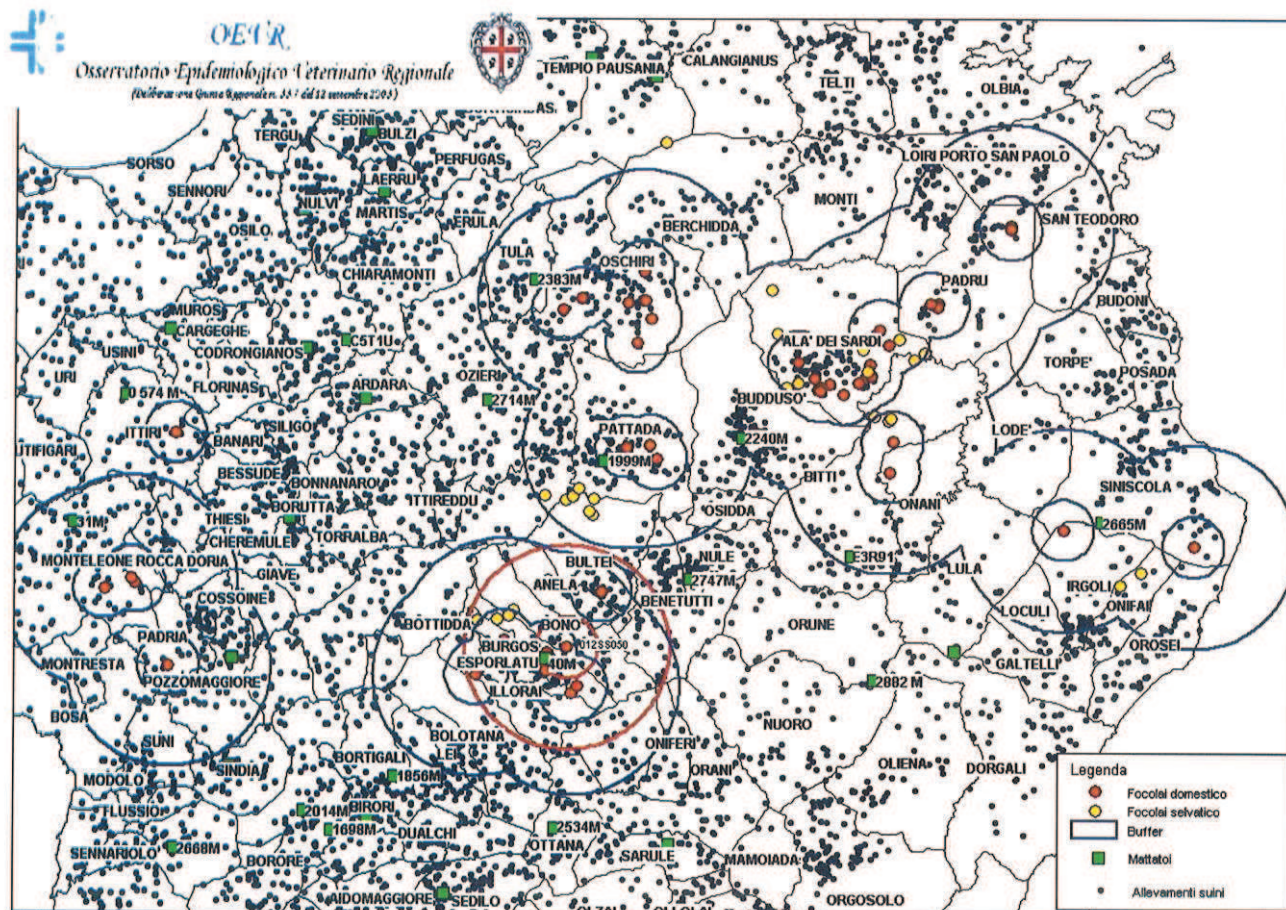 OEVR
Osservatorio Epidemiologico Veterinario Regionale
TEMPIO PAUSANIA
CALANGIANUS
TELTI
OLBIA
SEDINI
BULZI
TERGU
PERFUGAS
SORSO
SENNORI
LAERRU
NULVI
MARTIS
OSILO
ERULA
LOIRI PORTO SAN PAOLO
MONTI
BERCHIDDA
SAN TEODORO
TULA
OSCHIRI
CHIARAMONTI
2383M
PADRU
BUDONI
MUROS
CARGEGHE
USINI
CODRONGIANOS
C5T1U
ALA' DEI SARDI
TORPE'
URI
FLORINAS
ARDARA
OZIERI
POSADA
0 574 M
2714M
BUDDUSO'
ITTIRI
BANARI
SILIGO
PATTADA
2240M
LODE'
UTIFIGARI
1999M
BESSUDE
BONNANARO
BITTI
SINISCOLA
ITTIREDDU
ONANI
31M
THIESI
BORUTTA
OSIDDA
2665M
CHEREMULE
TORRALBA
NULE
E3R91
MONTELEONE ROCCA DORIA
GIAVE
BULTEI
ANELA
2747M
LULA
IRGOLI
BENETUTTI
COSSOINE
LOCULI
ONIFAI
BOTTIDDA
BONO
ORUNE
PADRIA
BURGOS
012SS050
OROSEI
MONTRESTA
ESPORLATU
40M
GALTELLI
POZZOMAGGIORE
ILLORAI
2882 M
BOSA
NUORO
SUNI
BOLOTANA
LEI
ONIFERI
SINDIA
BORTIGALI
ORANI
OLIENA
DORGALI
MODOLO
1856M
FLUSSIO
2014M
BIRORI
1698M
DUALCHI
2534M
OTTANA
SENNARIOLO
2668M
BORORE
SARULE
MAMOIADA
AIDOMAGGIORE
SEDILO
ORGOSOLO
Legenda
Focolai domestico
Focolai selvatico
Buffer
Mattatoi
Allevamenti suini